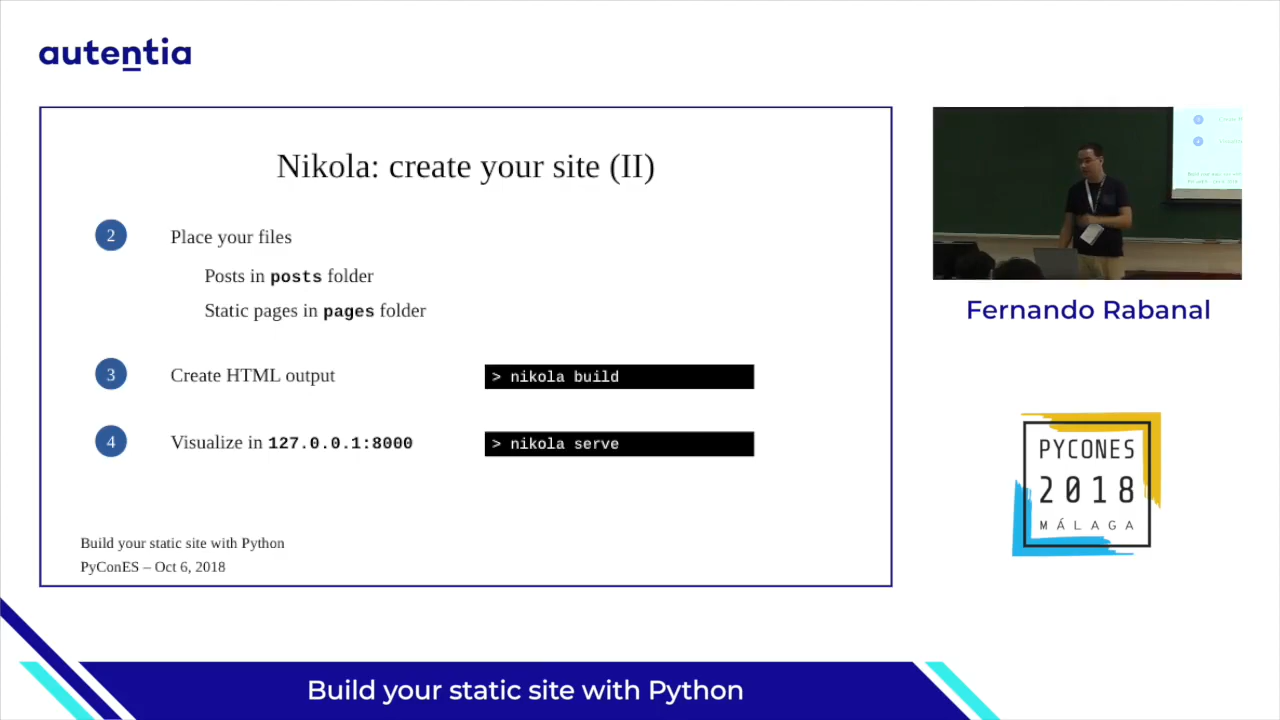 autentia
Nikola: create your site (II)
2 Place your files
Posts in posts folder
Static pages in pages folder
3 Create HTML output > nikola build
4 Visualize in 127.0.0.1:8000 > nikola serve
Build your static site with Python
PyConES – Oct 6, 2018
Fernando Rabanal
PYCONES
2018
MÁLAGA
Build your static site with Python